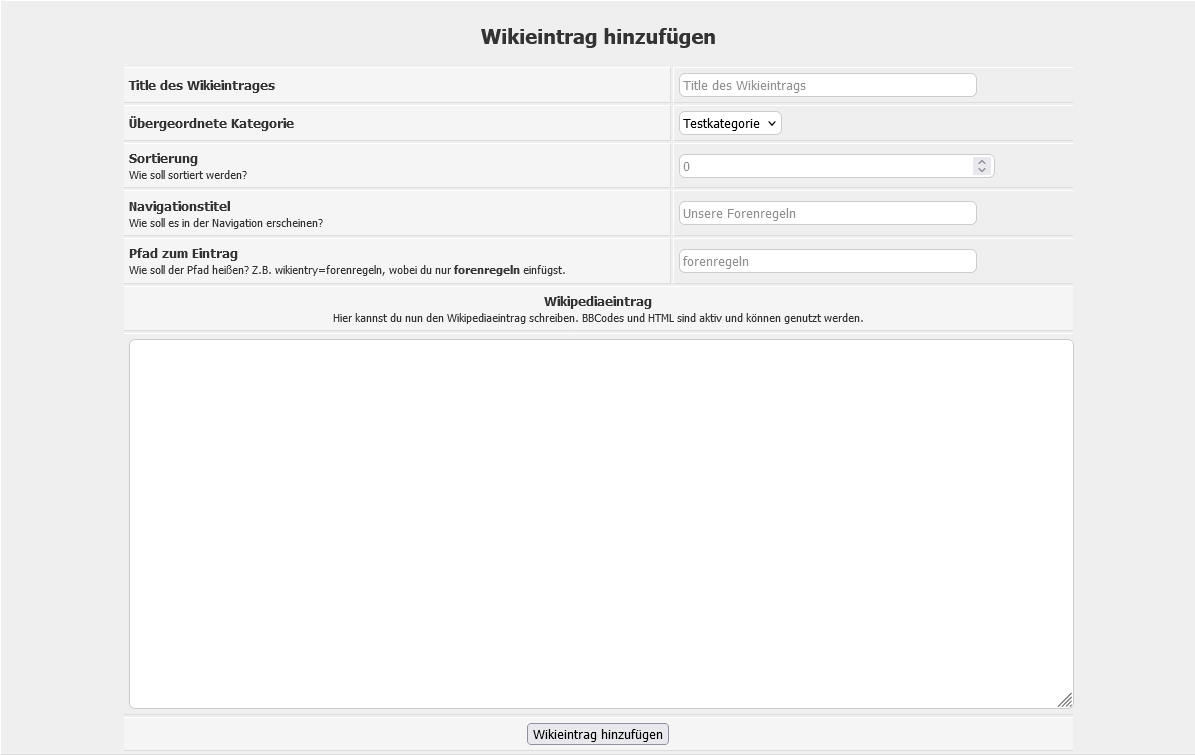 Wikieintrag hinzufügen
Title des Wikieintrages
Title des Wikieintrags
Übergeordnete Kategorie
Testkategorie
Sortierung
Wie soll sortiert werden?
0
Navigationstitel
Wie soll es in der Navigation erscheinen?
Unsere Forenregeln
Pfad zum Eintrag
Wie soll der Pfad heißen? Z.B. wikientry=forenregeln, wobei du nur forenregeln einfügst.
forenregeln
Wikipediaeintrag
Hier kannst du nun den Wikipediaeintrag schreiben. BBCodes und HTML sind aktiv und können genutzt werden.
Wikieintrag hinzufügen